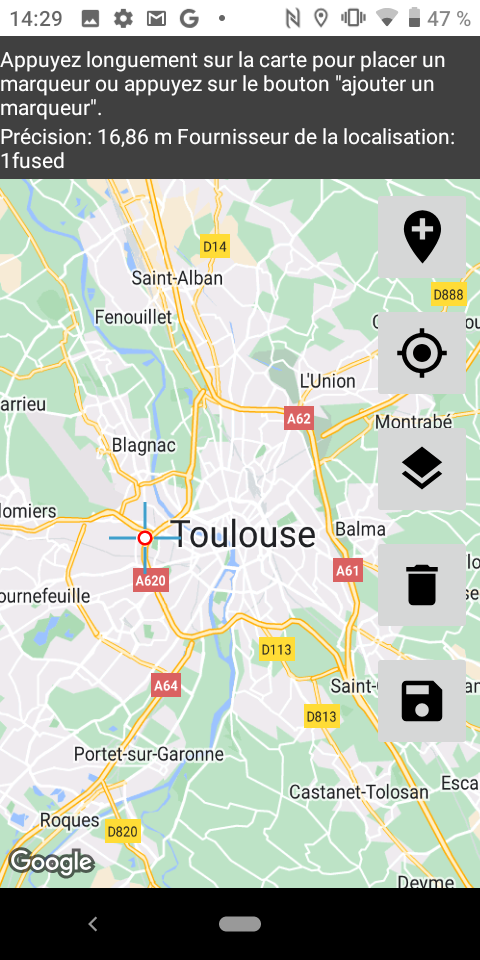 14:29
47 %
Appuyez longuement sur la carte pour placer un
marqueur ou appuyez sur le bouton "ajouter un
marqueur".
Précision: 16,86 m Fournisseur de la localisation:
1fused
D14
Saint-Alban
D888
Fenouillet
L'Union
arrieu
A62
Montrabé
Blagnac
lomiers
Toulouse
Balma
A620
A61
ournefeuille
D113
A64
Saint-
D813
Portet-sur-Garonne
Castanet-Tolosan
Esca
Roques
D820
Google
Deyme